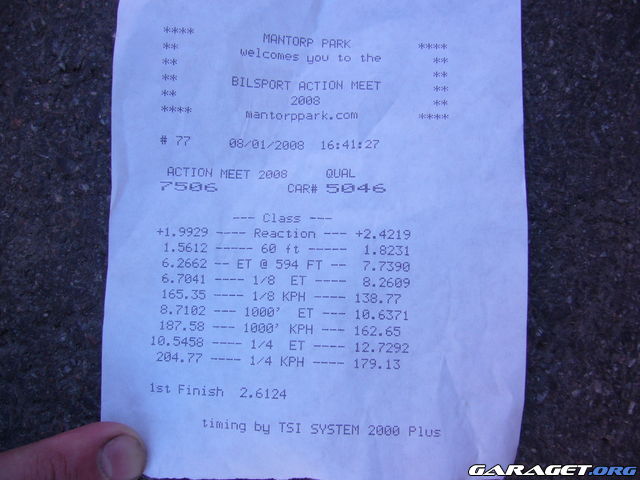 **** MANTORP PARK ****
** welcomes you to the **
** BILSPORT ACTION MEET **
** 2008 **
**** mantorppark.com ****
# 77 08/01/2008 16:41:27
ACTION MEET 2008 QUAL
7506 CAR# 5046
--- Class ---
+1.9929 ---- Reaction --- +2.4219
1.5612 ----- 60 ft ----- 1.8231
6.2662 -- ET @ 594 FT -- 7.7390
6.7041 ---- 1/8 ET ---- 8.2609
165.35 ---- 1/8 KPH ---- 138.77
8.7102 --- 1000' ET --- 10.6371
187.58 --- 1000' KPH --- 162.65
10.5458 ---- 1/4 ET ---- 12.7292
204.77 ---- 1/4 KPH ---- 179.13
1st Finish 2.6124
timing by TSI SYSTEM 2000 Plus
GARAGET.ORG